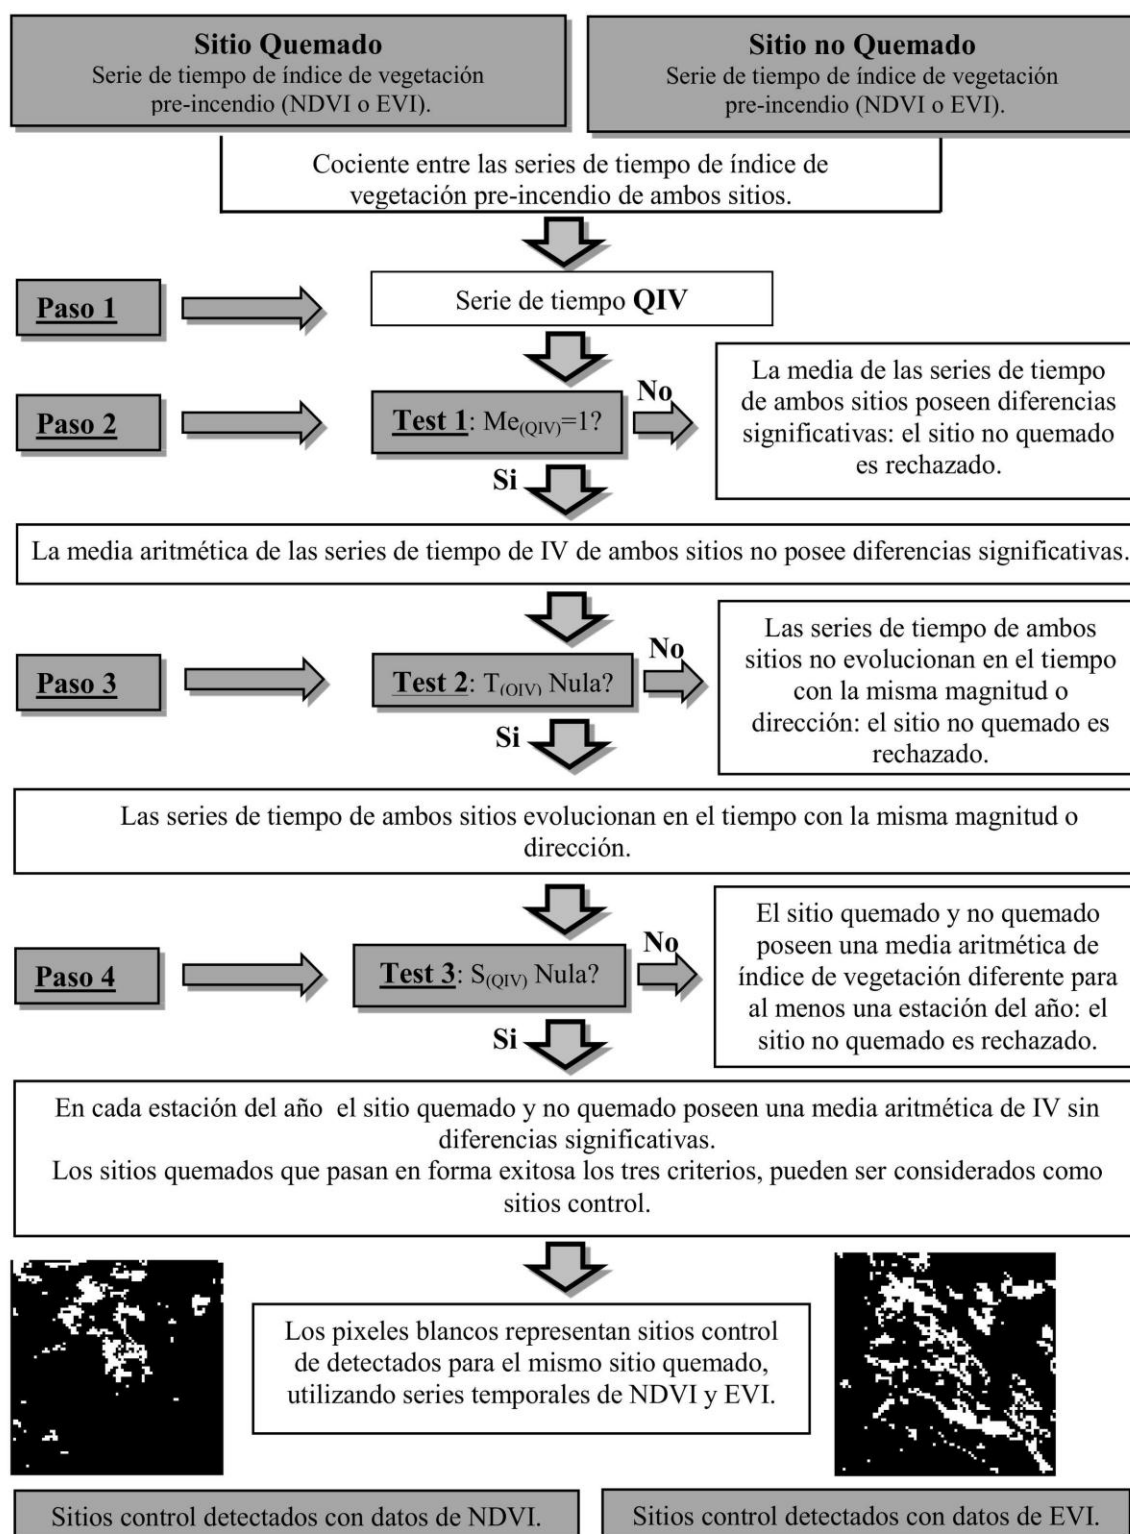 Sitio Quemado
Serie de tiempo de índice de vegetación
pre-incendio (NDVI o EVI).
Sitio no Quemado
Serie de tiempo de índice de vegetación
pre-incendio (NDVI o EVI).
Cociente entre las series de tiempo de índice de
vegetación pre-incendio de ambos sitios.
Paso 1
Serie de tiempo QIV
Paso 2
Test 1: Me(QIV)=1?
No
La media de las series de tiempo
de ambos sitios poseen diferencias
significativas: el sitio no quemado
es rechazado.
Si
La media aritmética de las series de tiempo de IV de ambos sitios no posee diferencias significativas.
Paso 3
Test 2: T(QIV) Nula?
No
Las series de tiempo de ambos
sitios no evolucionan en el tiempo
con la misma magnitud o
dirección: el sitio no quemado es
rechazado.
Si
Las series de tiempo de ambos sitios evolucionan en el tiempo con la misma magnitud o
dirección.
Paso 4
Test 3: S(QIV) Nula?
No
El sitio quemado y no quemado
poseen una media aritmética de
índice de vegetación diferente para
al menos una estación del año: el
sitio no quemado es rechazado.
Si
En cada estación del año el sitio quemado y no quemado poseen una media aritmética de IV sin
diferencias significativas.
Los sitios quemados que pasan en forma exitosa los tres criterios, pueden ser considerados como
sitios control.
Los pixeles blancos representan sitios control
de detectados para el mismo sitio quemado,
utilizando series temporales de NDVI y EVI.
Sitios control detectados con datos de NDVI.
Sitios control detectados con datos de EVI.